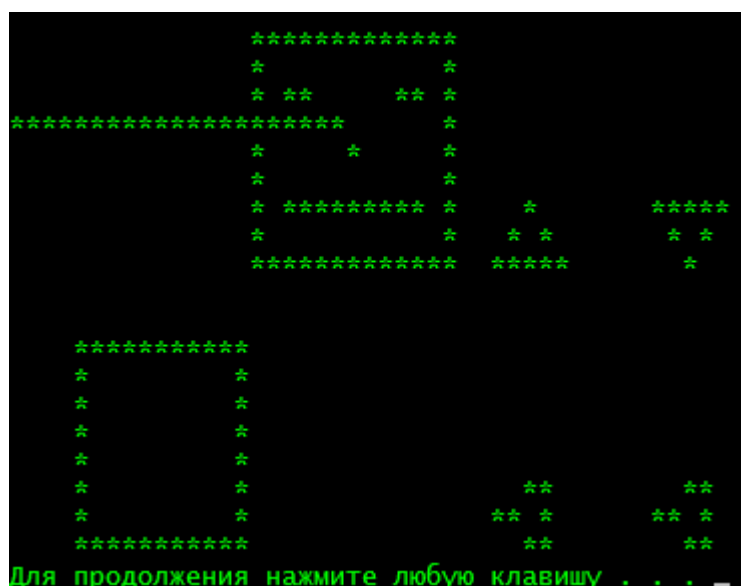 Для продолжения нажмите любую клавишу . . . _